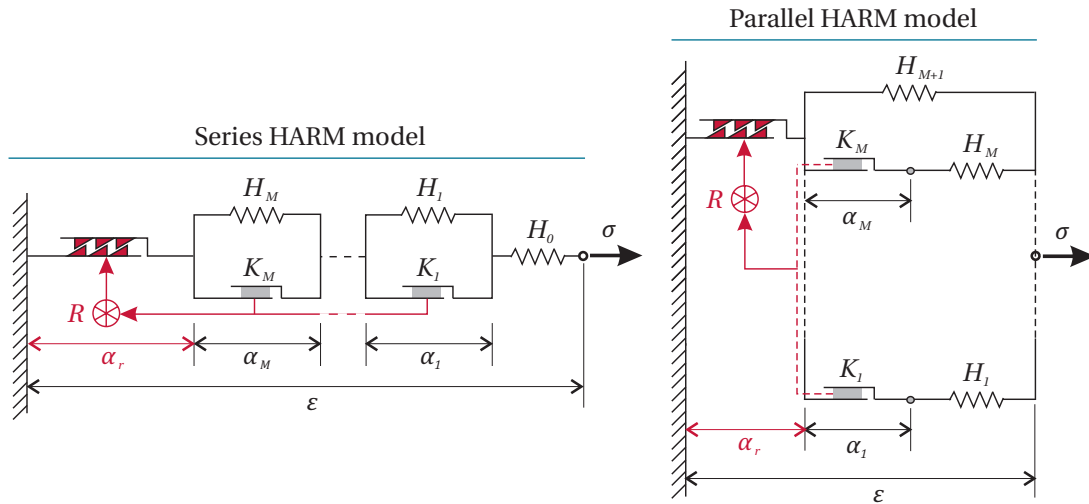 Series HARM model
H_M
H_1
H_0
σ
K_M
K_1
R
α_r
α_M
α_1
ε
Parallel HARM model
H_{M+1}
K_M
H_M
R
α_M
σ
K_1
H_1
α_r
α_1
ε